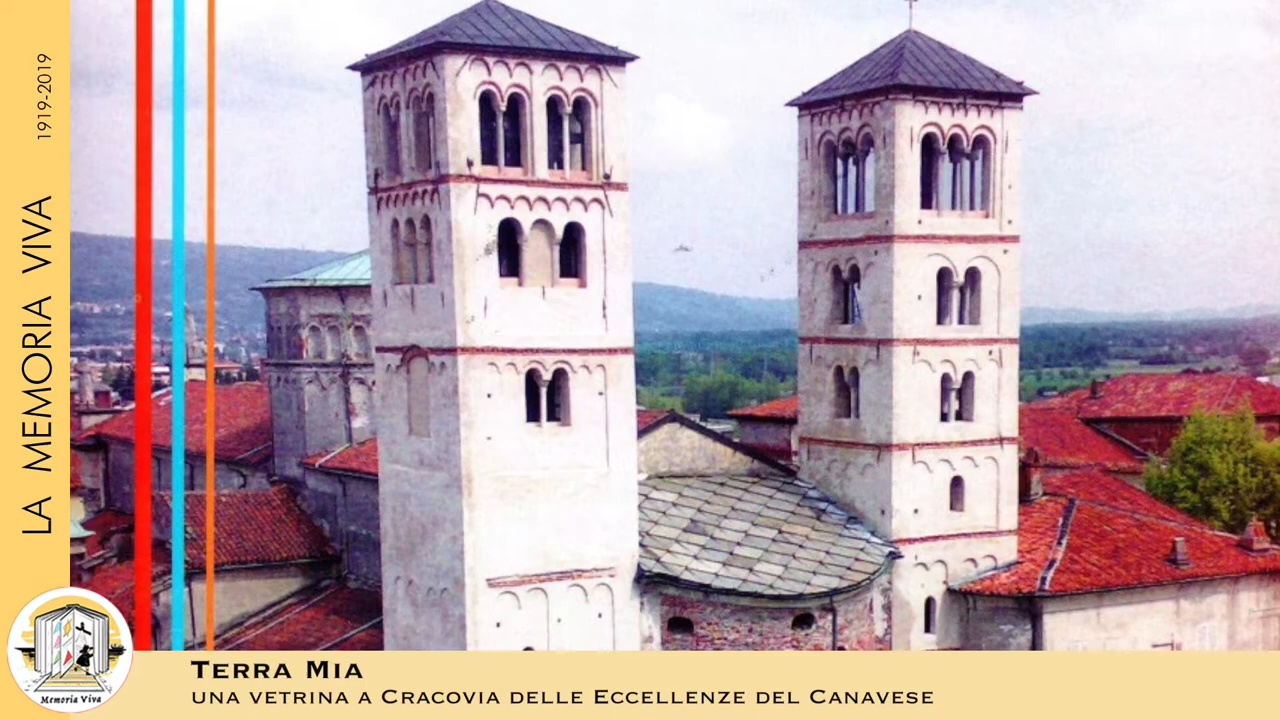 LA MEMORIA VIVA 1919-2019
Memoria Viva
TERRA MIA
UNA VETRINA A CRACOVIA DELLE ECCELLENZE DEL CANAVESE